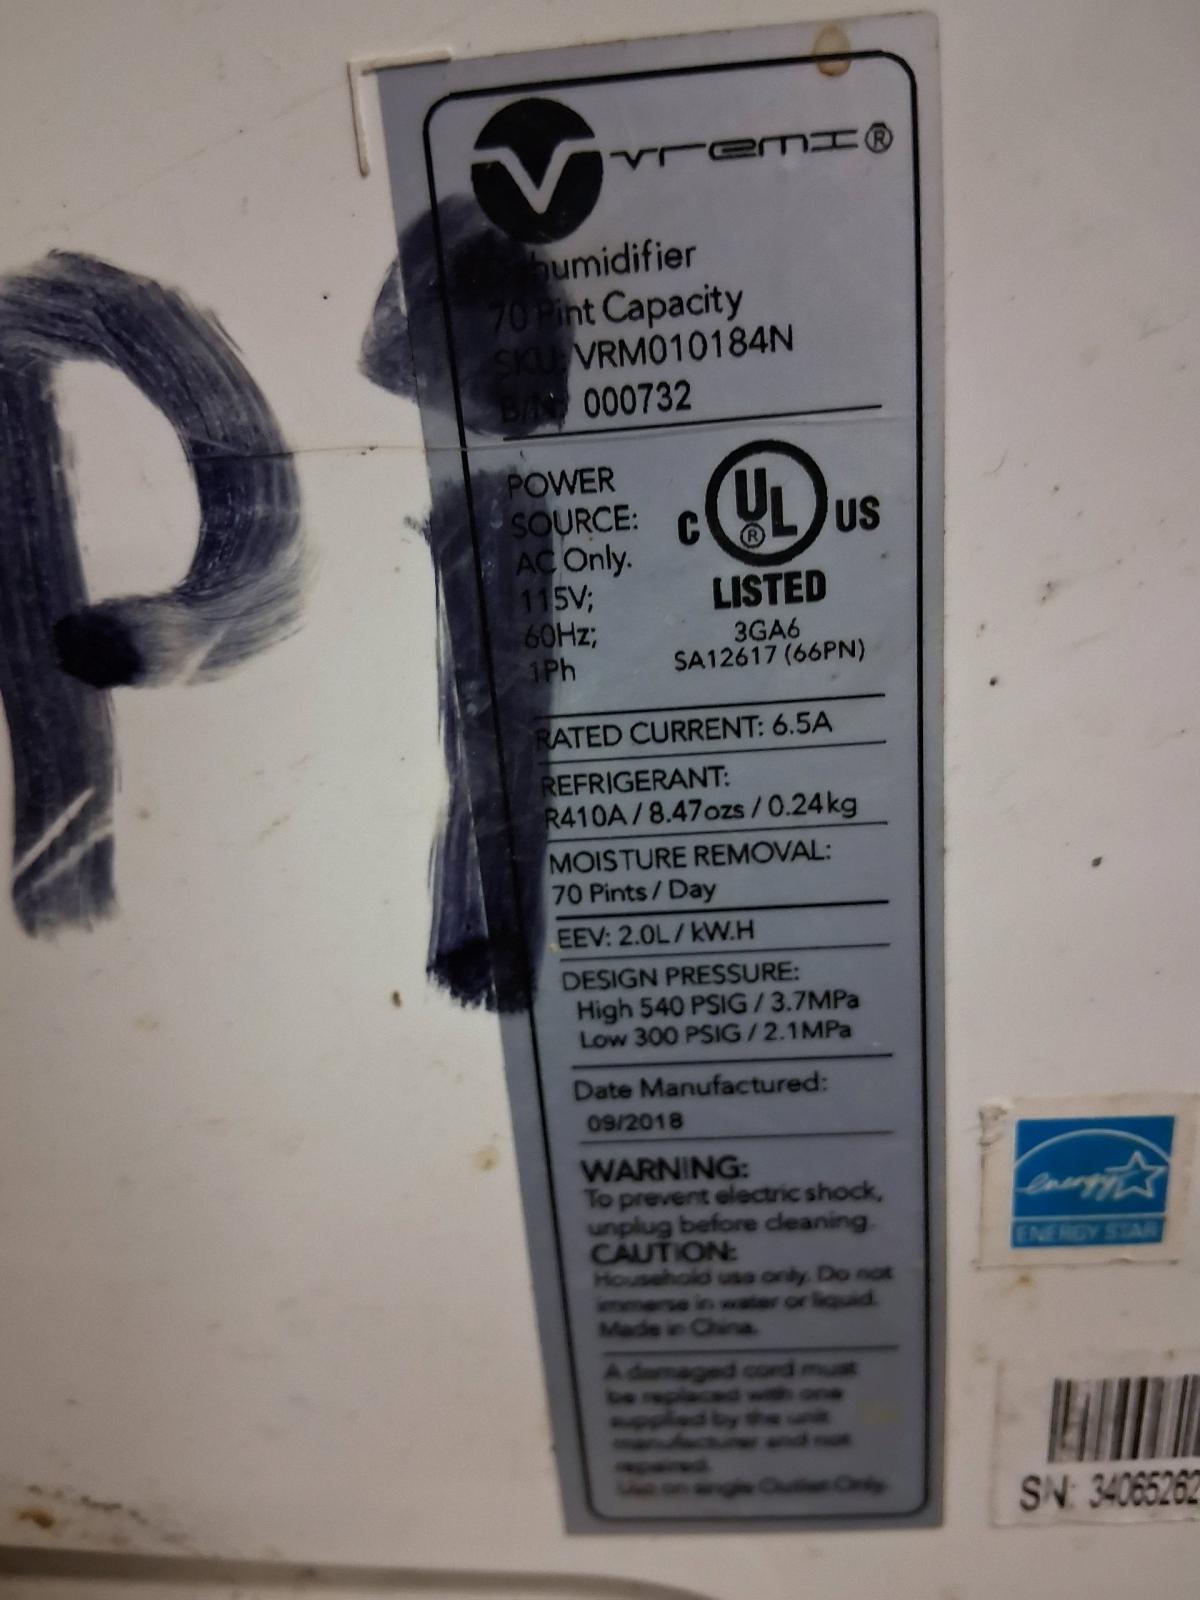 Pi
vremi®
Dehumidifier
70 Pint Capacity
SKU: VRM010184N
B/N: 000732
POWER
SOURCE:
AC Only.
115V;
60Hz;
1Ph
C UL® US
LISTED
3GA6
SA12617 (66PN)
RATED CURRENT: 6.5A
REFRIGERANT:
R410A / 8.47ozs / 0.24kg
MOISTURE REMOVAL:
70 Pints / Day
EEV: 2.0L / kW.H
DESIGN PRESSURE:
High 540 PSIG / 3.7MPa
Low 300 PSIG / 2.1MPa
Date Manufactured:
09/2018
WARNING:
To prevent electric shock,
unplug before cleaning.
CAUTION:
Household use only. Do not
immerse in water or liquid.
Made in China.
A damaged cord must
be replaced with one
supplied by the unit
manufacturer and not
repaired.
Use on single Outlet Only.
energy
ENERGY STAR
SN: 34065262